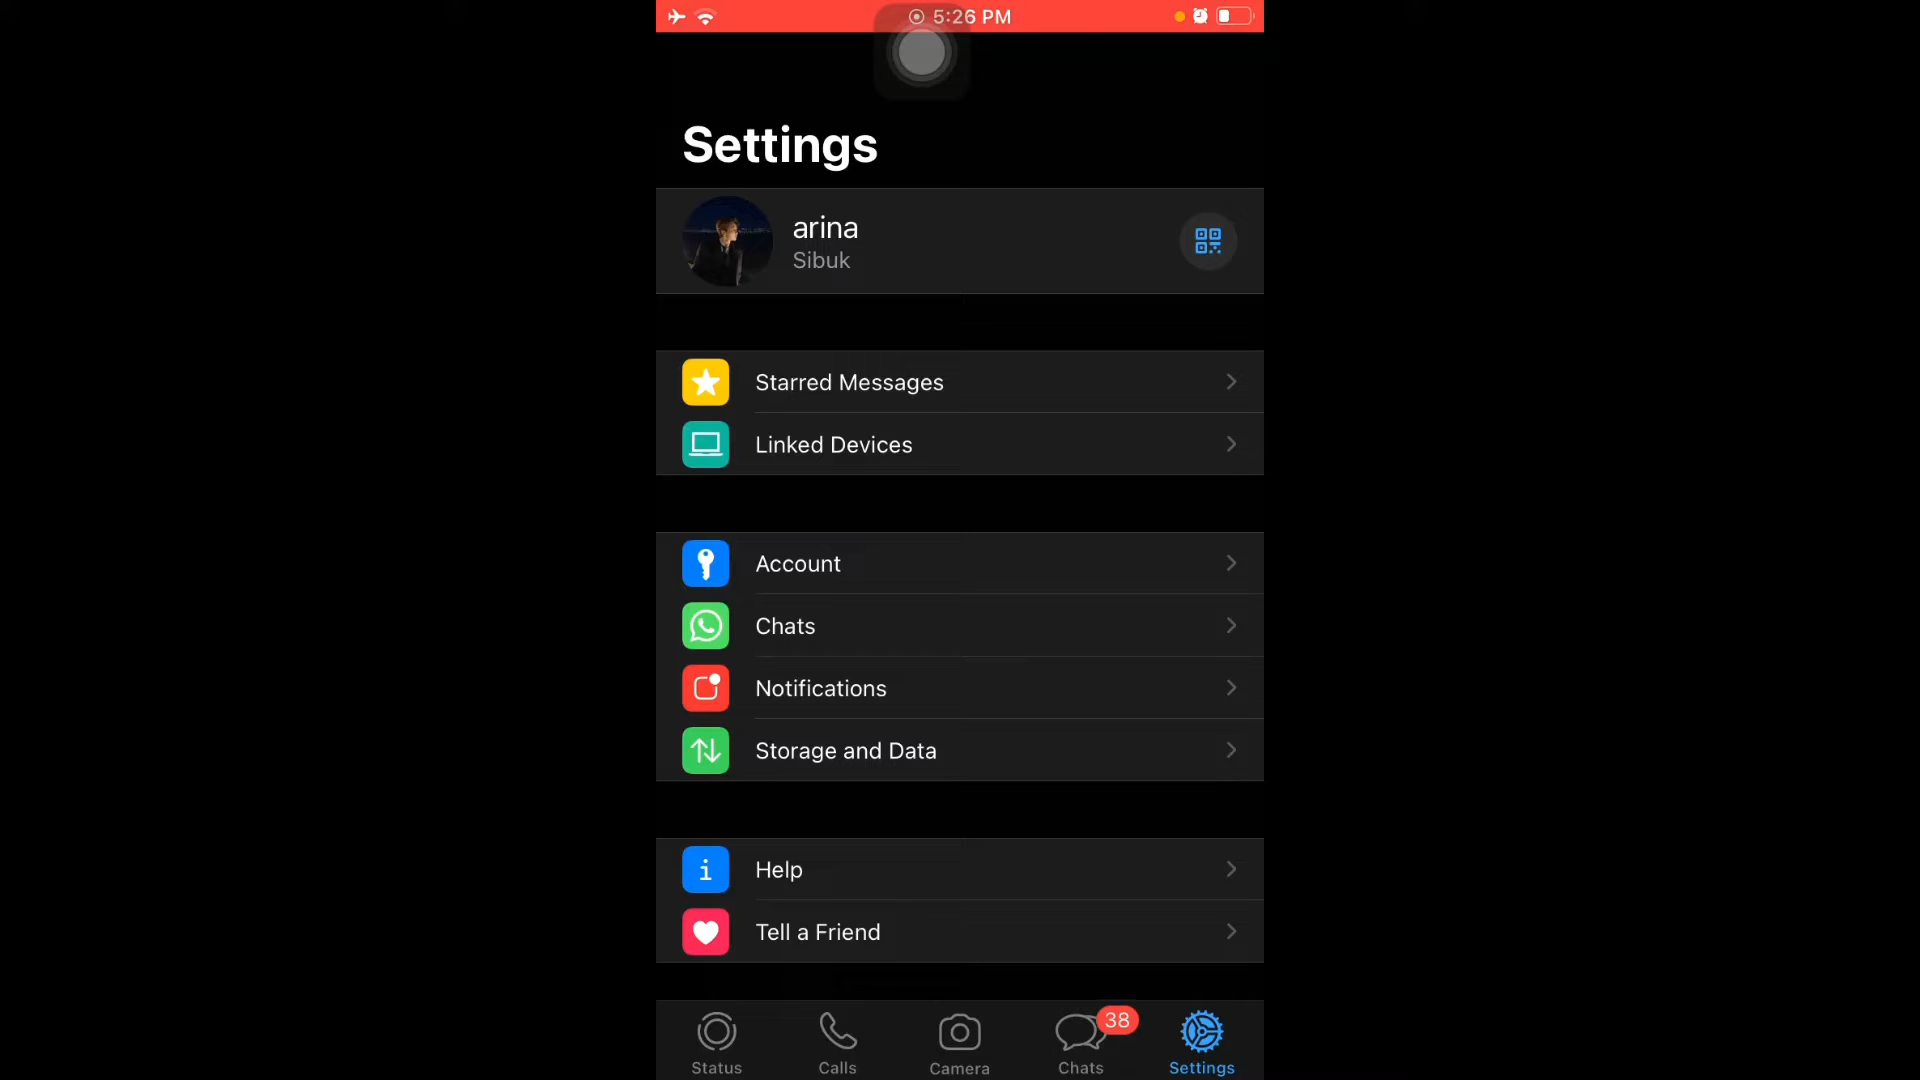 5:26 PM
Settings
arina
Sibuk
Starred Messages
Linked Devices
Account
Chats
Notifications
Storage and Data
Help
Tell a Friend
38
Status
Calls
Camera
Chats
Settings